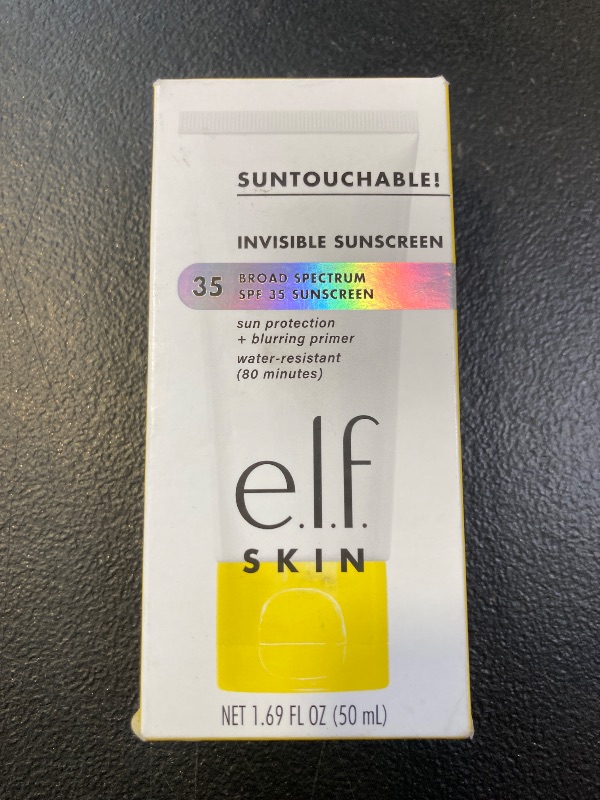 SUNTOUCHABLE!
INVISIBLE SUNSCREEN
35 BROAD SPECTRUM
SPF 35 SUNSCREEN
sun protection
+ blurring primer
water-resistant
(80 minutes)
e.l.f.
SKIN
NET 1.69 FL OZ (50 mL)